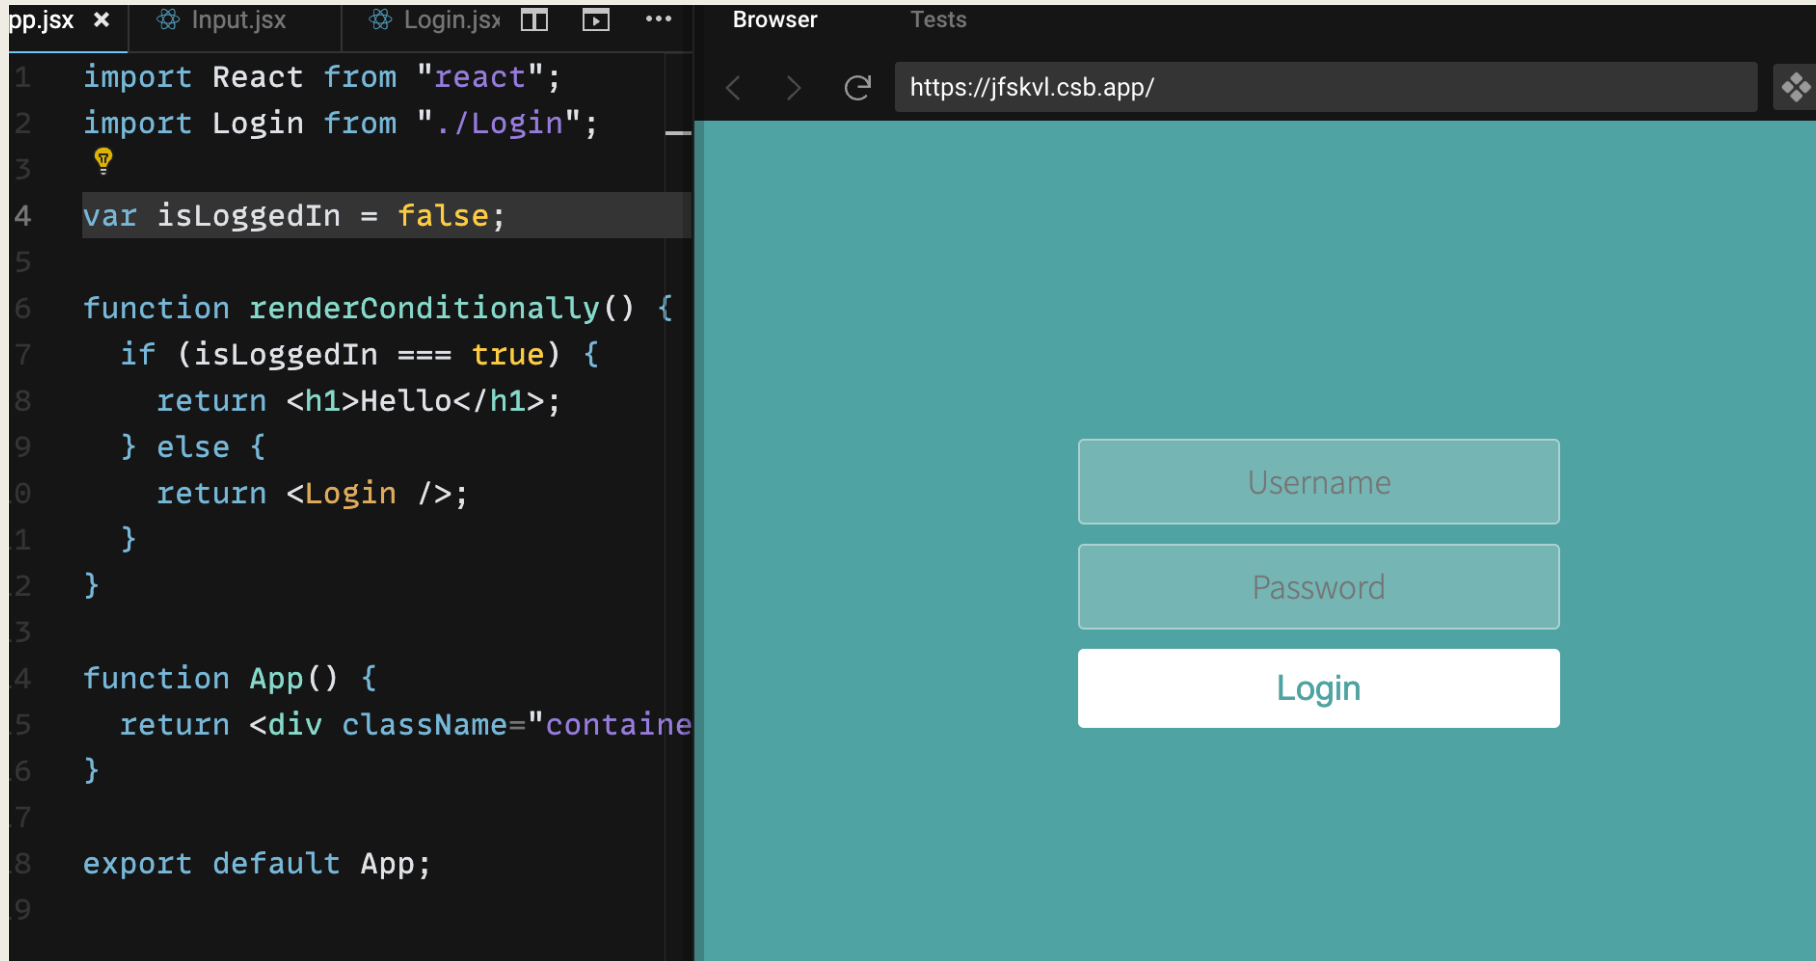 pp.jsx × Input.jsx Login.jsx
1 import React from "react";
2 import Login from "./Login";
3
4 var isLoggedIn = false;
5
6 function renderConditionally() {
7 if (isLoggedIn === true) {
8 return <h1>Hello</h1>;
9 } else {
0 return <Login />;
1 }
2 }
3
4 function App() {
5 return <div className="containe
6 }
7
8 export default App;
9
Browser Tests
https://jfskvl.csb.app/
Username
Password
Login